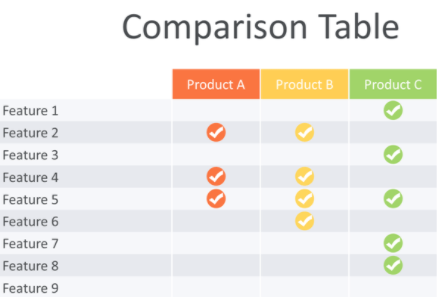 Comparison Table
Product A Product B Product C
Feature 1
Feature 2
Feature 3
Feature 4
Feature 5
Feature 6
Feature 7
Feature 8
Feature 9